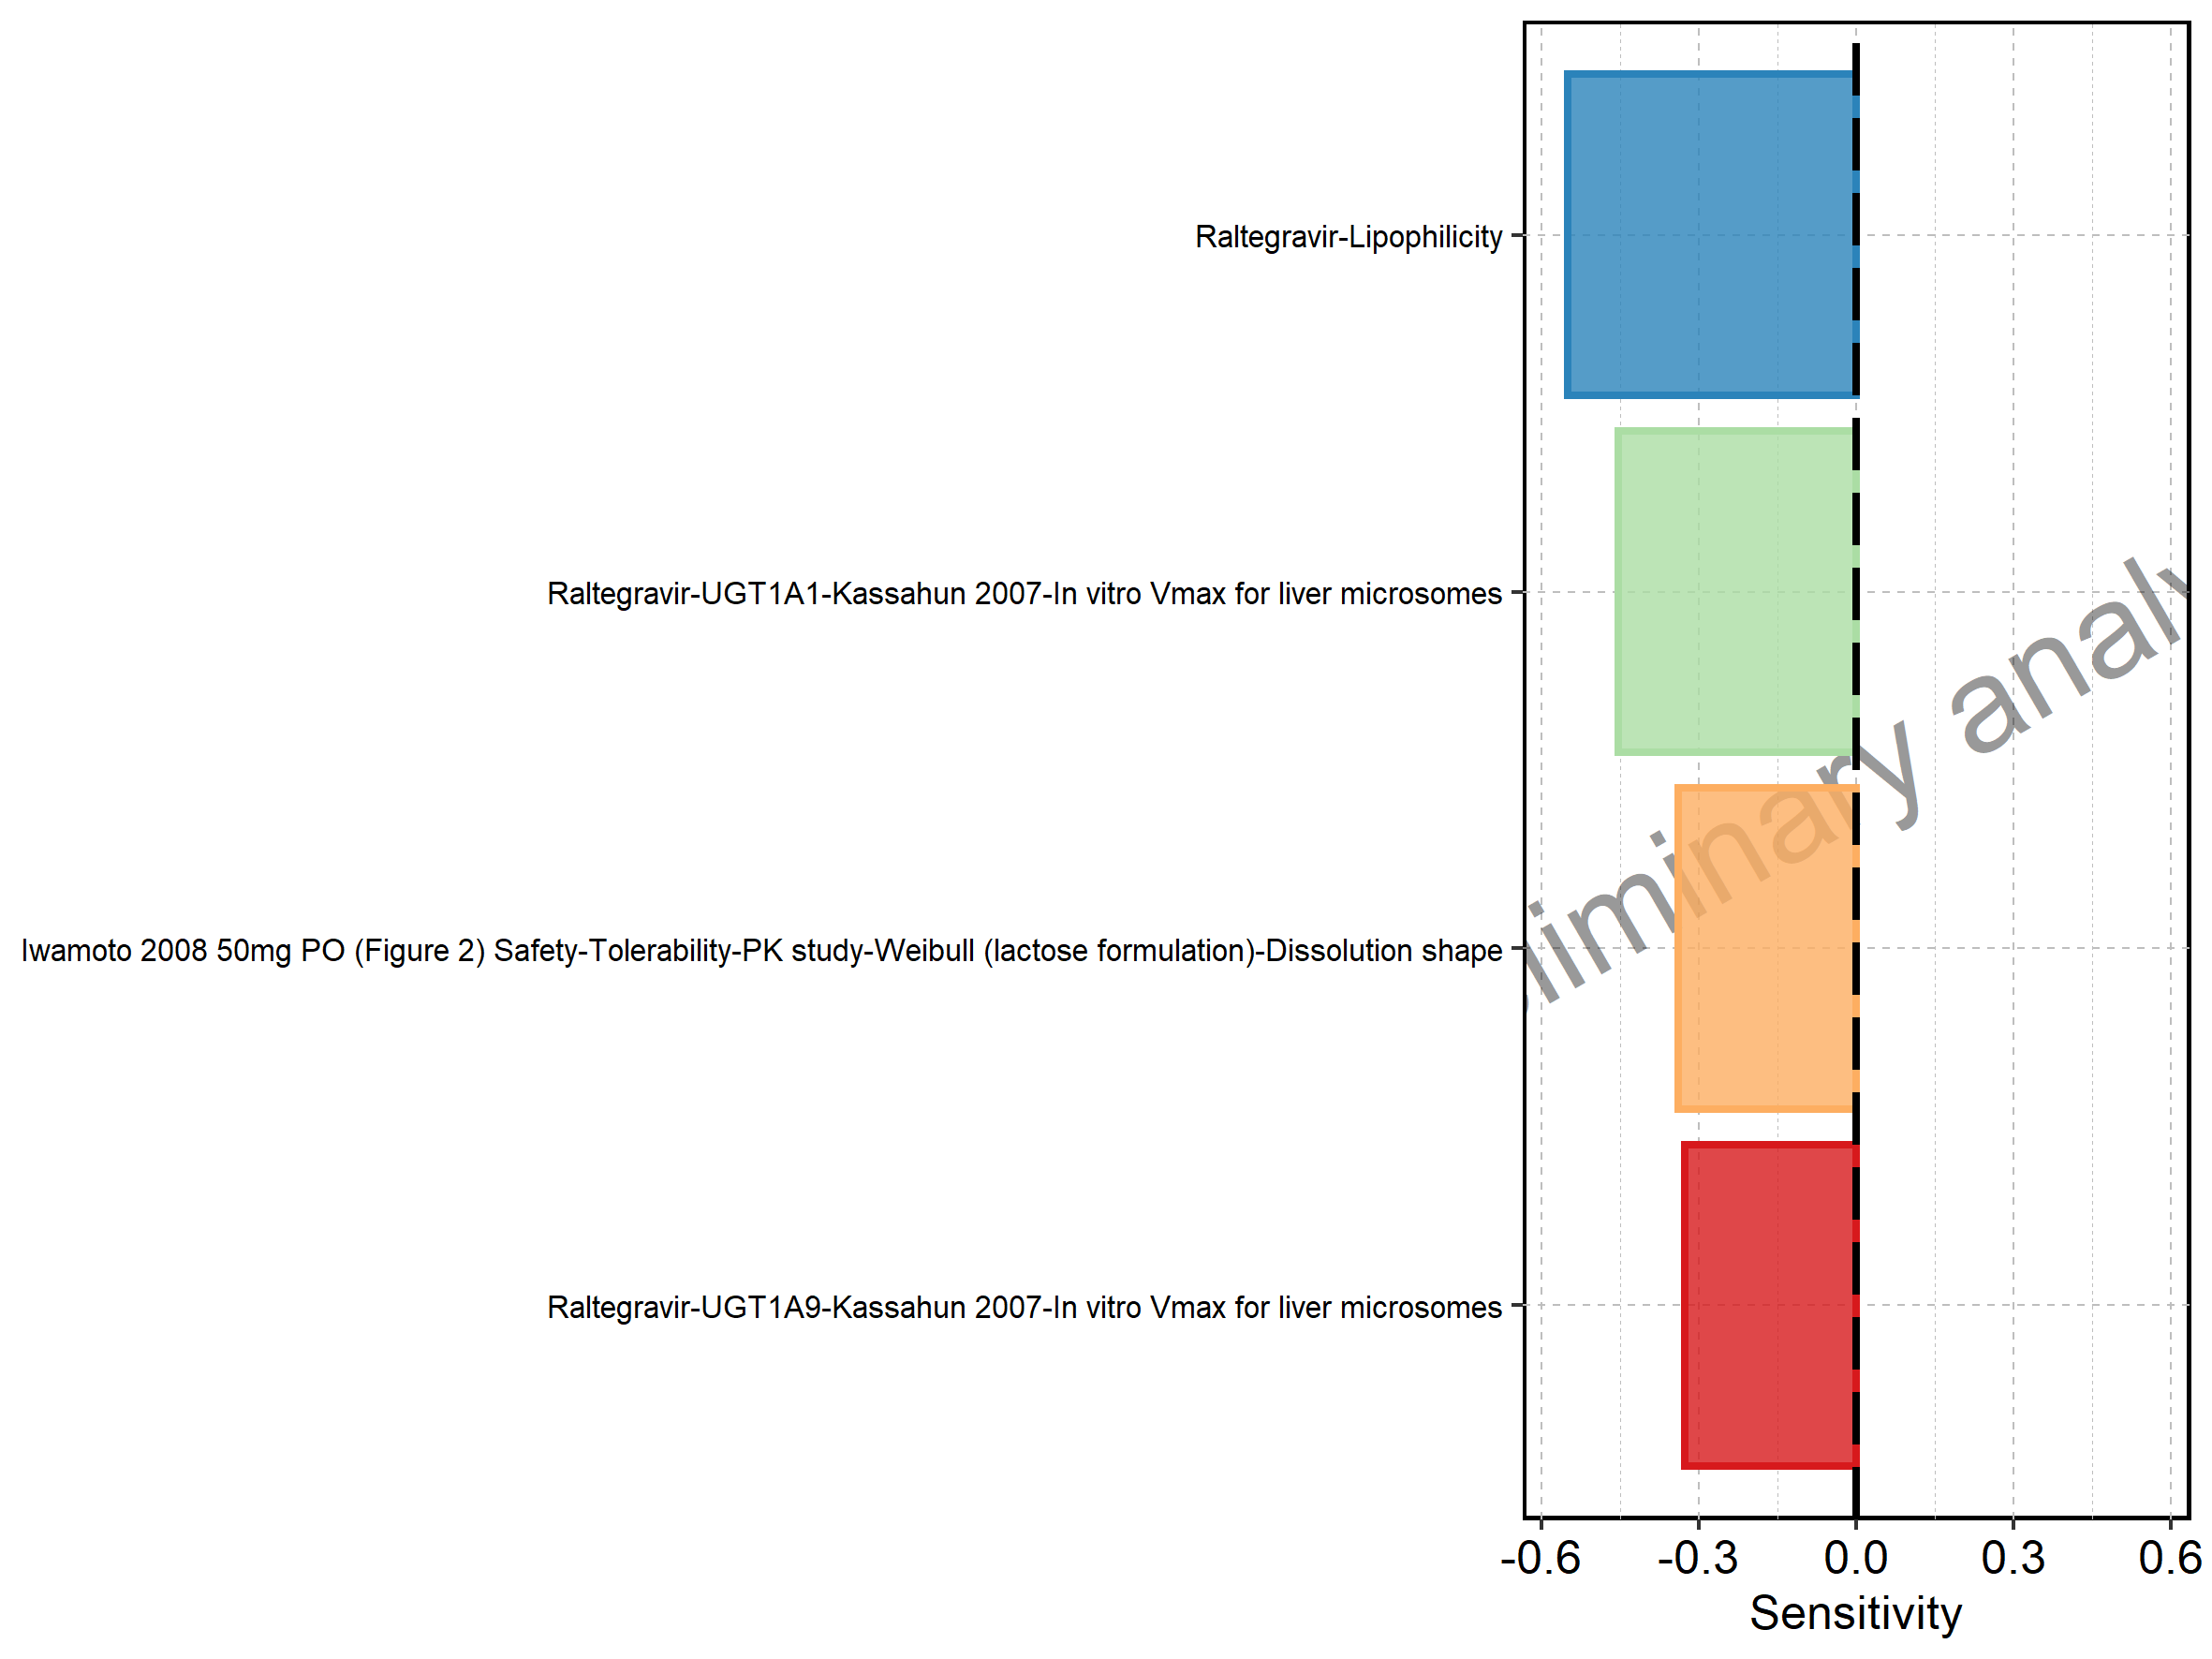 Raltegravir-Lipophilicity
Raltegravir-UGT1A1-Kassahun 2007-In vitro Vmax for liver microsomes
Iwamoto 2008 50mg PO (Figure 2) Safety-Tolerability-PK study-Weibull (lactose formulation)-Dissolution shape
Raltegravir-UGT1A9-Kassahun 2007-In vitro Vmax for liver microsomes
-0.6 -0.3 0.0 0.3 0.6
Sensitivity